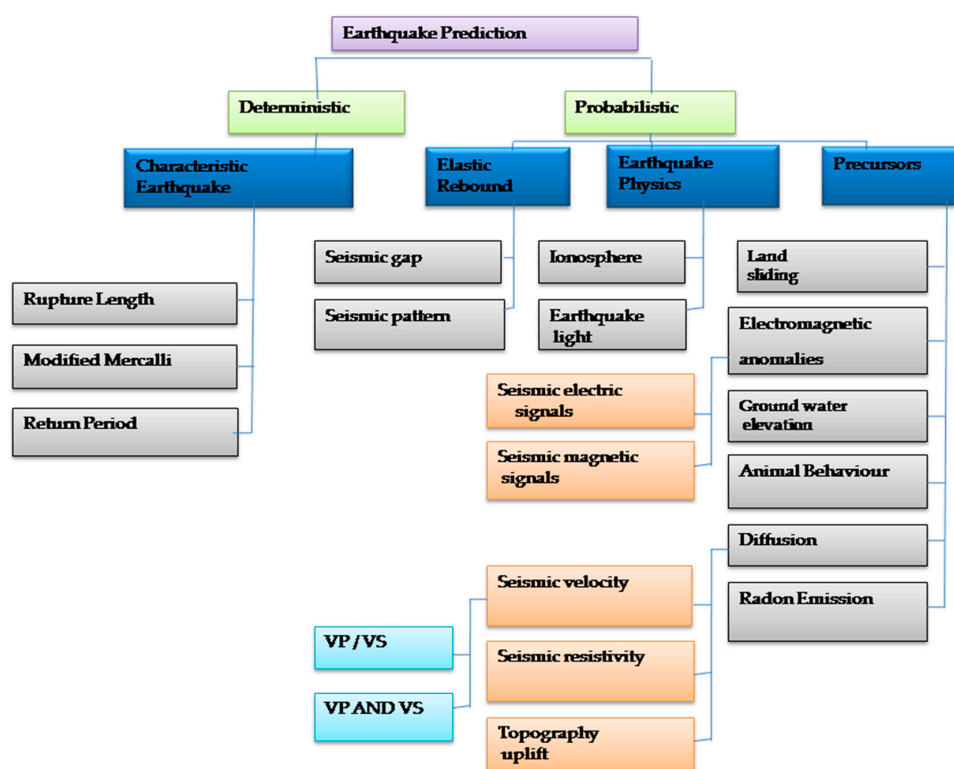 Earthquake Prediction
Deterministic
Probabilistic
Characteristic
Earthquake
Elastic
Rebound
Earthquake
Physics
Precursors
Rupture Length
Modified Mercalli
Return Period
Seismic gap
Seismic pattern
Ionosphere
Earthquake
light
Land
sliding
Electromagnetic
anomalies
Ground water
elevation
Animal Behaviour
Diffusion
Radon Emission
Seismic electric
signals
Seismic magnetic
signals
Seismic velocity
Seismic resistivity
Topography
uplift
VP / VS
VP AND VS